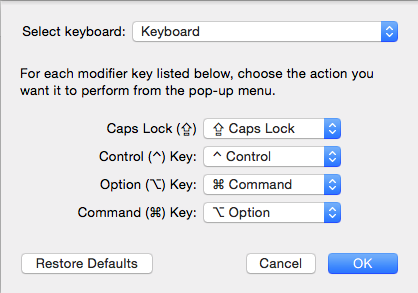 Select keyboard: Keyboard
For each modifier key listed below, choose the action you
want it to perform from the pop-up menu.
Caps Lock (⇪) ⇪ Caps Lock
Control (^) Key: ^ Control
Option (⌥) Key: ⌘ Command
Command (⌘) Key: ⌥ Option
Restore Defaults Cancel OK